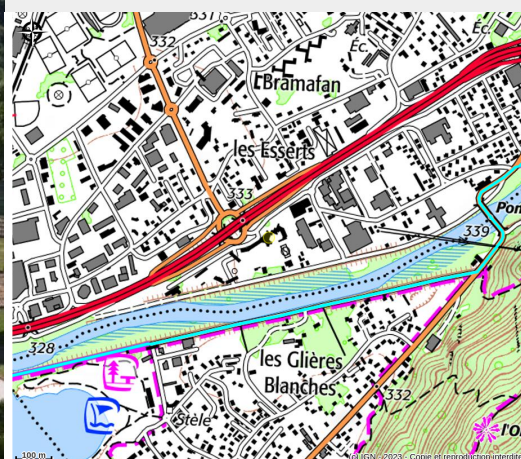 337
332
Éc.
Éc.
Bramafan
les Esserts
333
Pon
339
328
les Glières
Blanches
332
Stèle
l'O
100 m
(c) IGN - 2023 - Copie et reproduction interdite